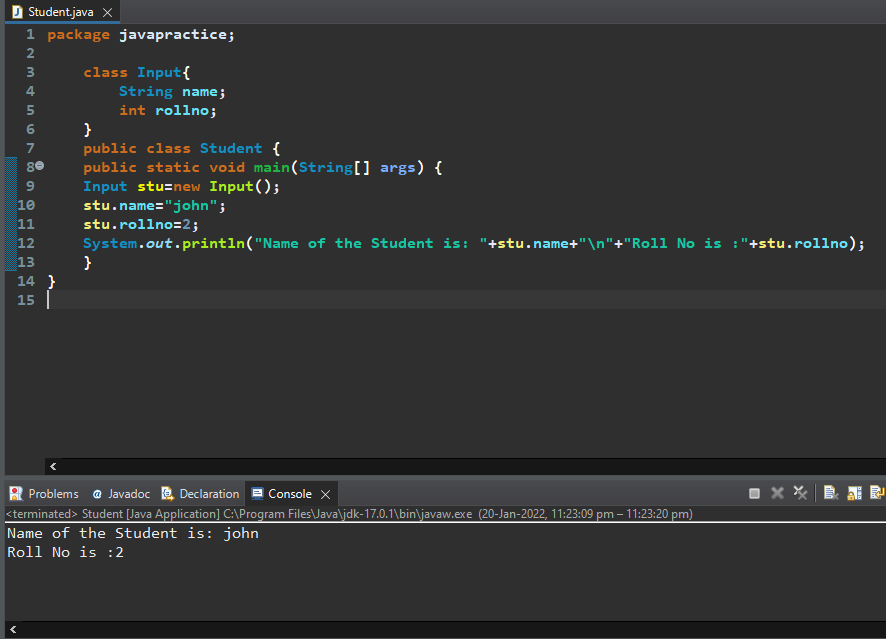 Student.java
1 package javapractice;
2
3 class Input{
4 String name;
5 int rollno;
6 }
7 public class Student {
8 public static void main(String[] args) {
9 Input stu=new Input();
10 stu.name="john";
11 stu.rollno=2;
12 System.out.println("Name of the Student is: "+stu.name+"\n"+"Roll No is :"+stu.rollno);
13 }
14 }
15
Problems @ Javadoc Declaration Console
<terminated> Student [Java Application] C:\Program Files\Java\jdk-17.0.1\bin\javaw.exe (20-Jan-2022, 11:23:09 pm – 11:23:20 pm)
Name of the Student is: john
Roll No is :2